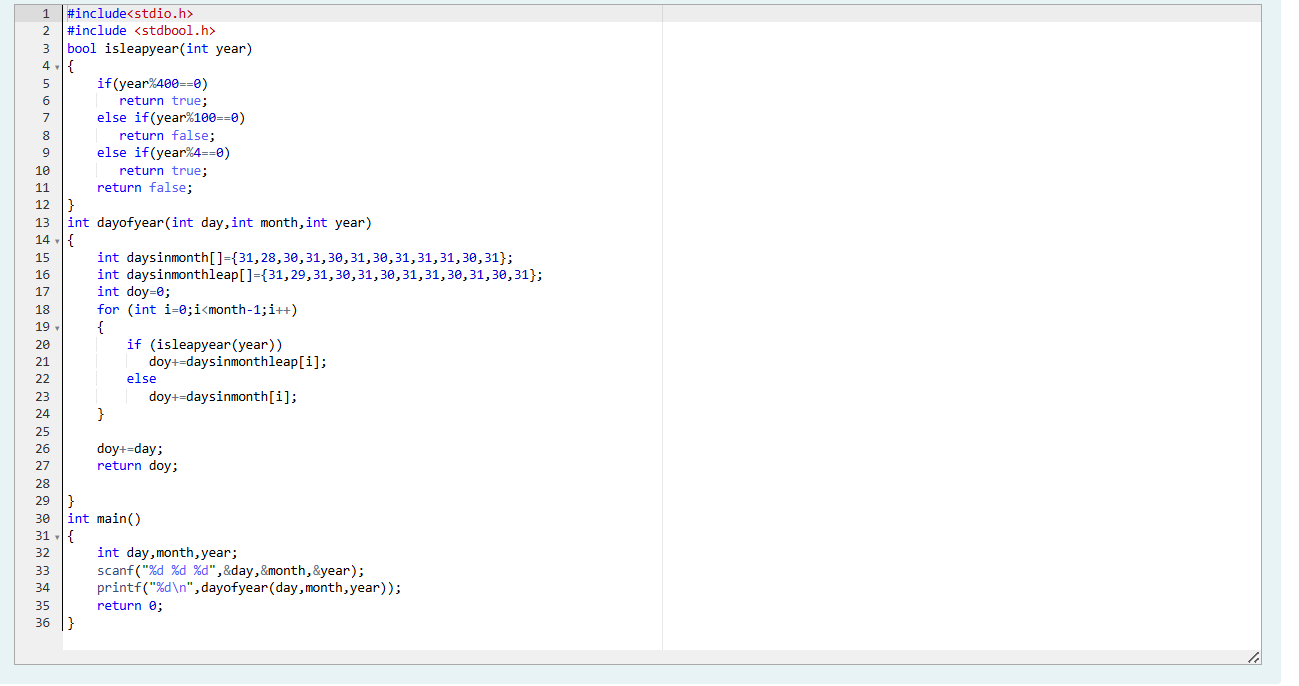 1 #include<stdio.h>
2 #include <stdbool.h>
3 bool isleapyear(int year)
4 {
5     if(year%400==0)
6        return true;
7     else if(year%100==0)
8        return false;
9     else if(year%4==0)
10        return true;
11     return false;
12 }
13 int dayofyear(int day,int month,int year)
14 {
15     int daysinmonth[]={31,28,30,31,30,31,30,31,31,31,30,31};
16     int daysinmonthleap[]={31,29,31,30,31,30,31,31,30,31,30,31};
17     int doy=0;
18     for (int i=0;i<month-1;i++)
19     {
20         if (isleapyear(year))
21            doy+=daysinmonthleap[i];
22         else
23            doy+=daysinmonth[i];
24     }
25
26     doy+=day;
27     return doy;
28
29 }
30 int main()
31 {
32     int day,month,year;
33     scanf("%d %d %d",&day,&month,&year);
34     printf("%d\n",dayofyear(day,month,year));
35     return 0;
36 }